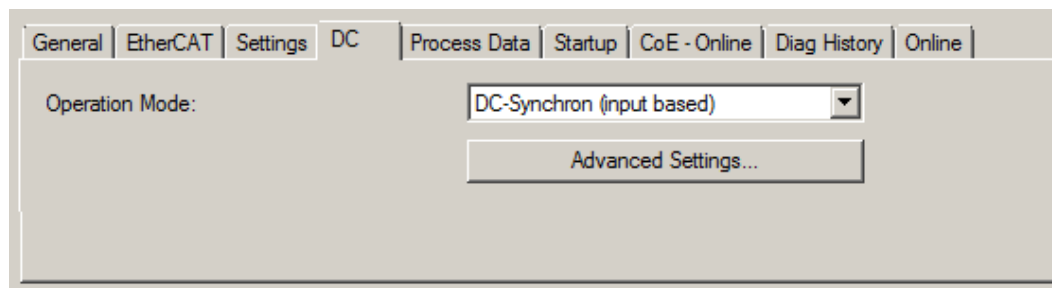 General EtherCAT Settings DC Process Data Startup CoE - Online Diag History Online
Operation Mode: DC-Synchron (input based)
Advanced Settings...